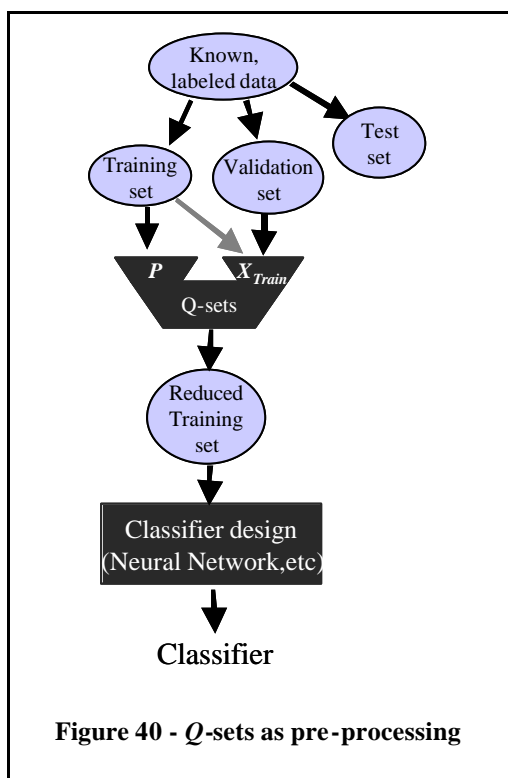 Known,
labeled data
Test
set
Training
set
Validation
set
P
X Train
Q-sets
Reduced
Training
set
Classifier design
(Neural Network,etc)
Classifier
Figure 40 - Q-sets as pre-processing